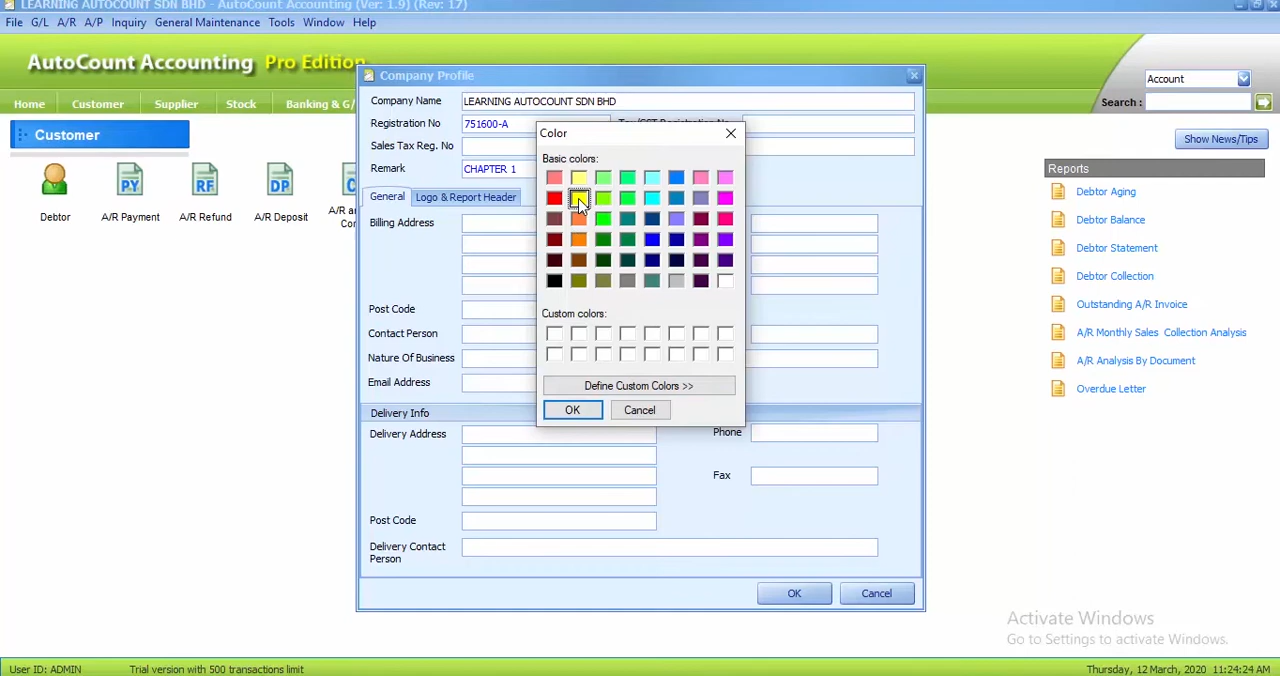 LEARNING AUTOCOUNT SDN BHD - AutoCount Accounting (Ver: 1.9) (Rev: 17)
File G/L A/R A/P Inquiry General Maintenance Tools Window Help
AutoCount Accounting Pro Edition
Account
Search :
Home Customer Supplier Stock Banking & G/
Show News/Tips
Customer
Debtor
A/R Payment
A/R Refund
A/R Deposit
A/R an
Con
Reports
Debtor Aging
Debtor Balance
Debtor Statement
Debtor Collection
Outstanding A/R Invoice
A/R Monthly Sales Collection Analysis
A/R Analysis By Document
Overdue Letter
Company Profile
Company Name LEARNING AUTOCOUNT SDN BHD
Registration No 751600-A
Sales Tax Reg. No
Remark CHAPTER 1
General Logo & Report Header
Billing Address
Post Code
Contact Person
Nature Of Business
Email Address
Delivery Info
Delivery Address
Phone
Fax
Post Code
Delivery Contact
Person
OK Cancel
Color
Basic colors:
Custom colors:
Define Custom Colors >>
OK Cancel
Activate Windows
Go to Settings to activate Windows.
User ID: ADMIN Trial version with 500 transactions limit Thursday, 12 March, 2020 11:24:24 AM